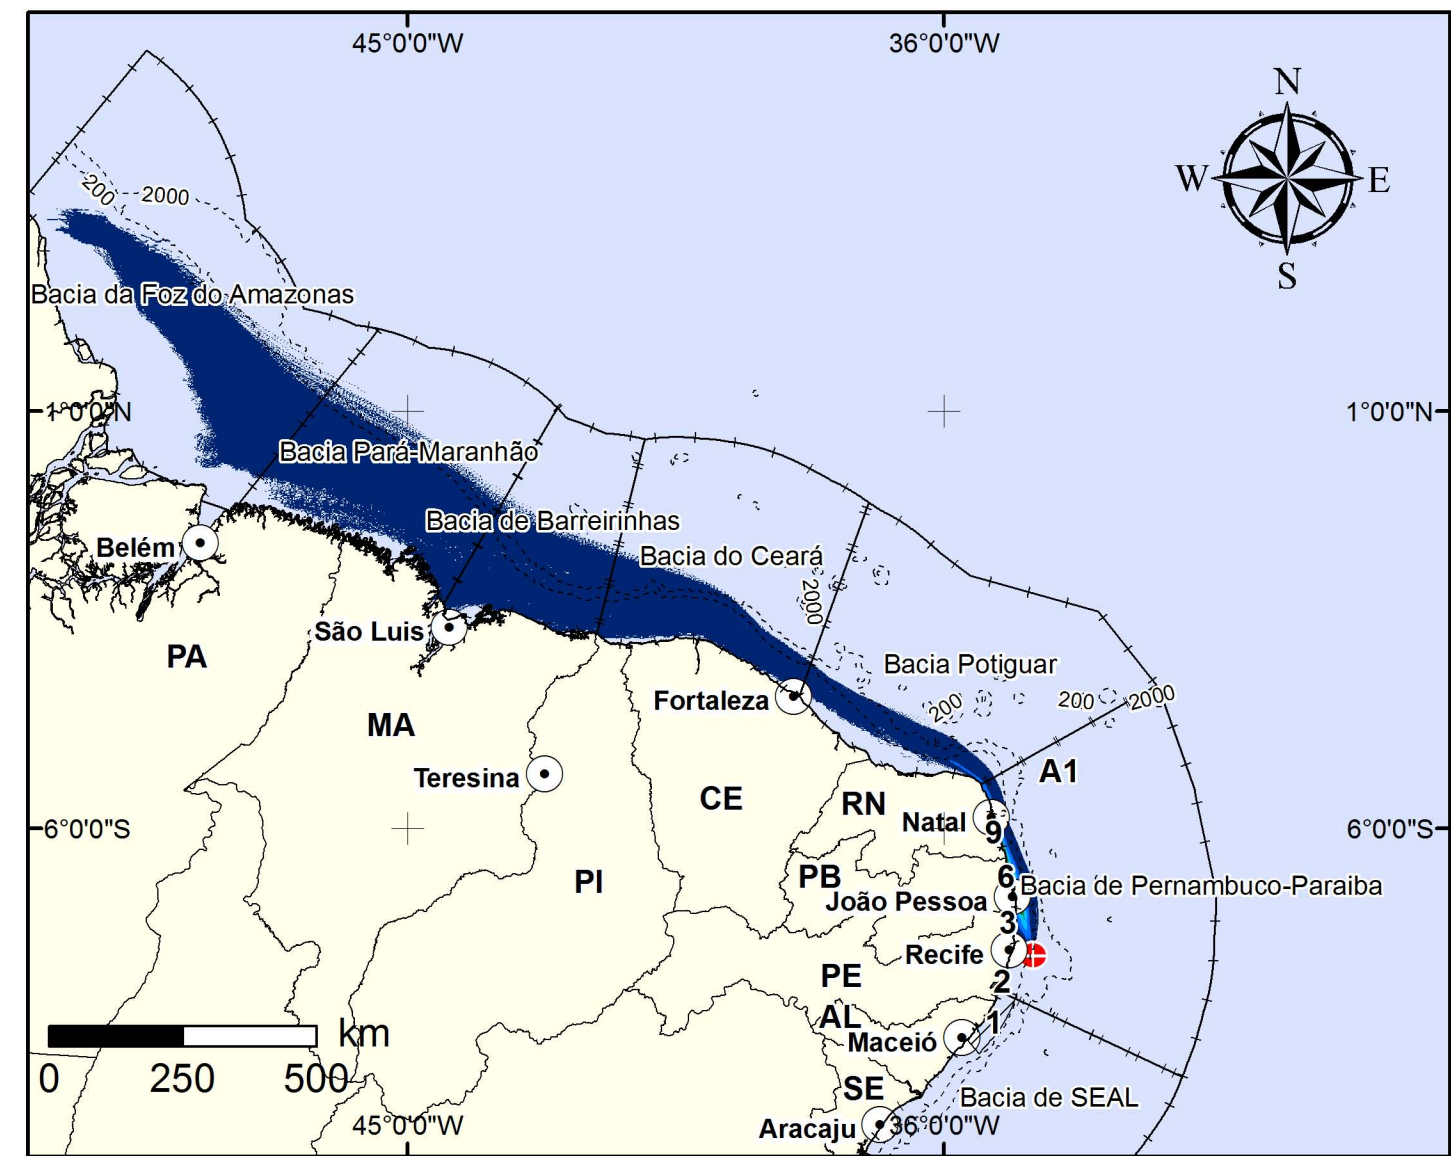 45°0'0"W
36°0'0"W
N
W
E
S
200
2000
Bacia da Foz do Amazonas
1°0'0"N
1°0'0"N
Bacia Pará-Maranhão
Bacia de Barreirinhas
Belém
Bacia do Ceará
2000
São Luis
PA
Bacia Potiguar
Fortaleza
200
200
2000
MA
Teresina
A1
CE
RN
Natal
9
6°0'0"S
6°0'0"S
PI
PB
6
Bacia de Pernambuco-Paraiba
João Pessoa
3
Recife
PE
2
AL
1
Maceió
km
0
250
500
SE
Bacia de SEAL
45°0'0"W
Aracaju
36°0'0"W